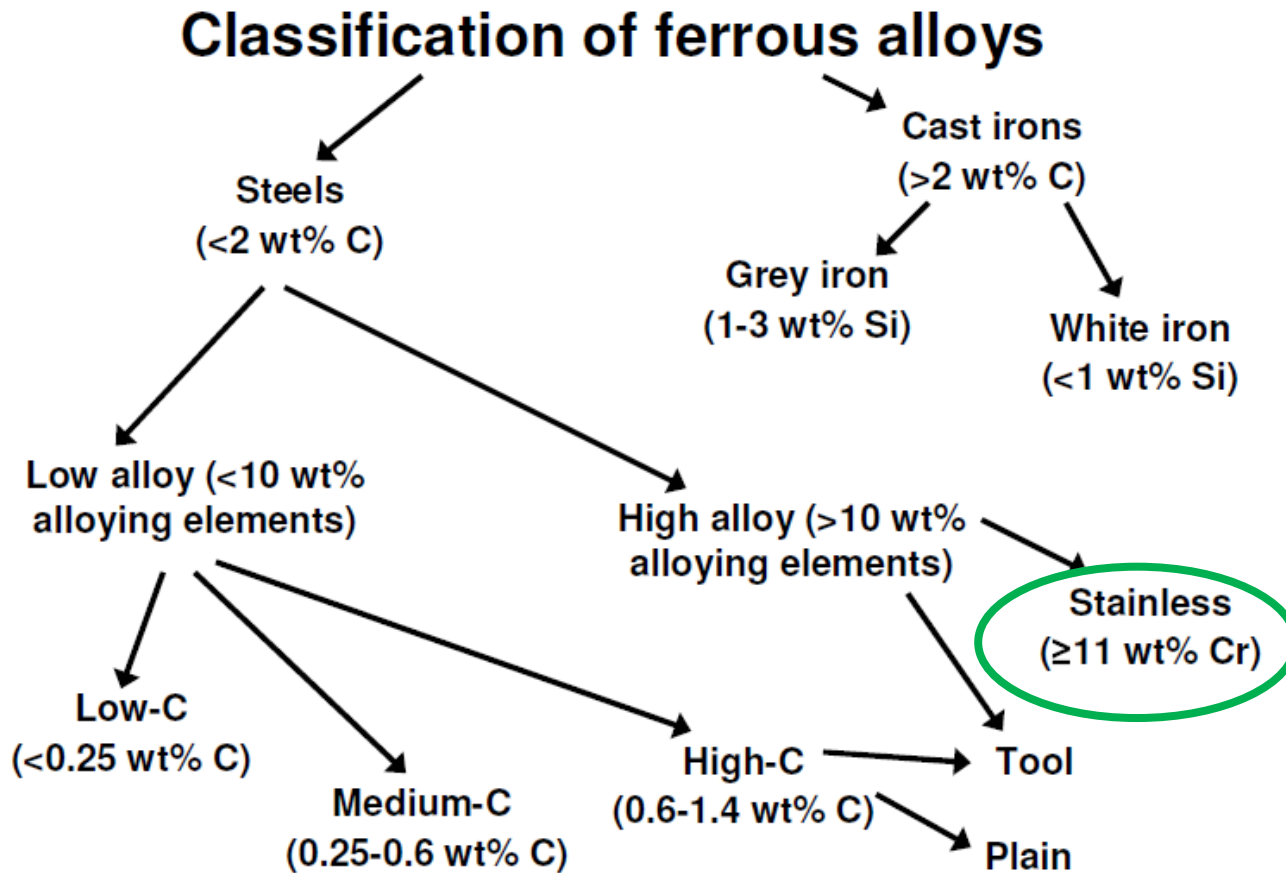 Classification of ferrous alloys
Cast irons
(>2 wt% C)
Steels
(<2 wt% C)
Grey iron
(1-3 wt% Si)
White iron
(<1 wt% Si)
Low alloy (<10 wt%
alloying elements)
High alloy (>10 wt%
alloying elements)
Stainless
(≥11 wt% Cr)
Low-C
(<0.25 wt% C)
Medium-C
(0.25-0.6 wt% C)
High-C
(0.6-1.4 wt% C)
Tool
Plain